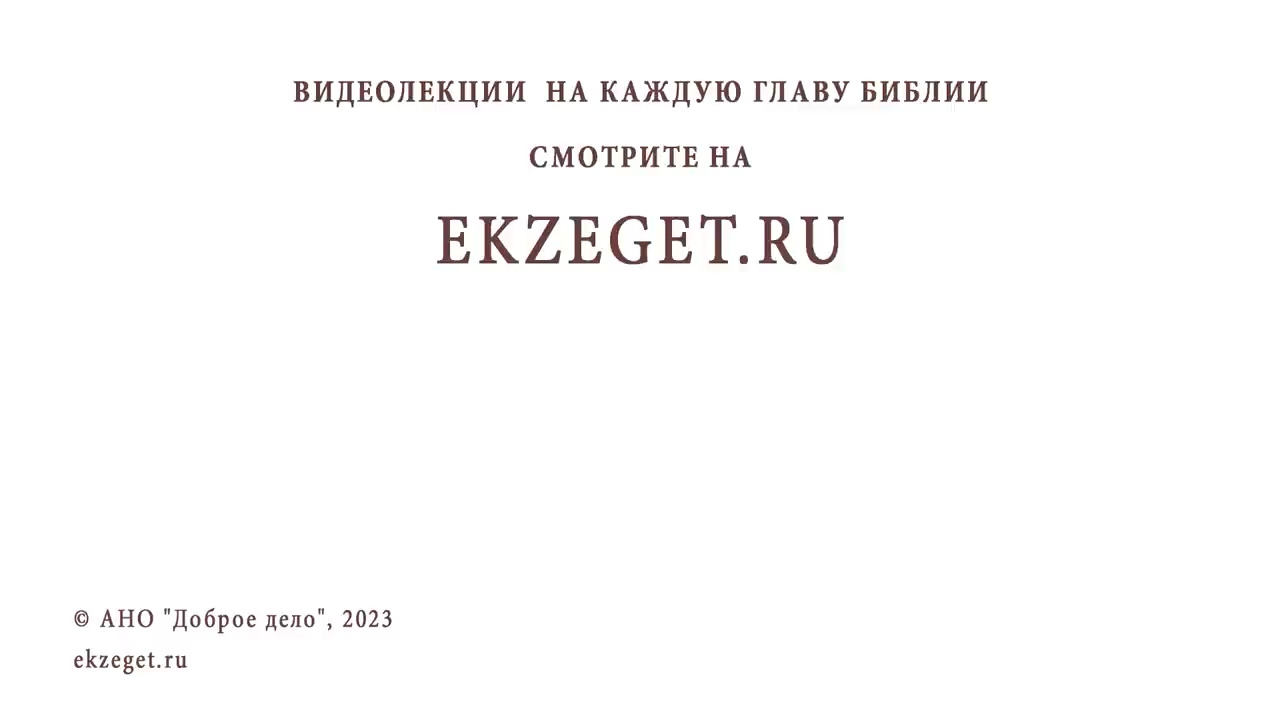 ВИДЕОЛЕКЦИИ НА КАЖДУЮ ГЛАВУ БИБЛИИ
СМОТРИТЕ НА
EKZEGET.RU
© АНО "Доброе дело", 2023
ekzeget.ru